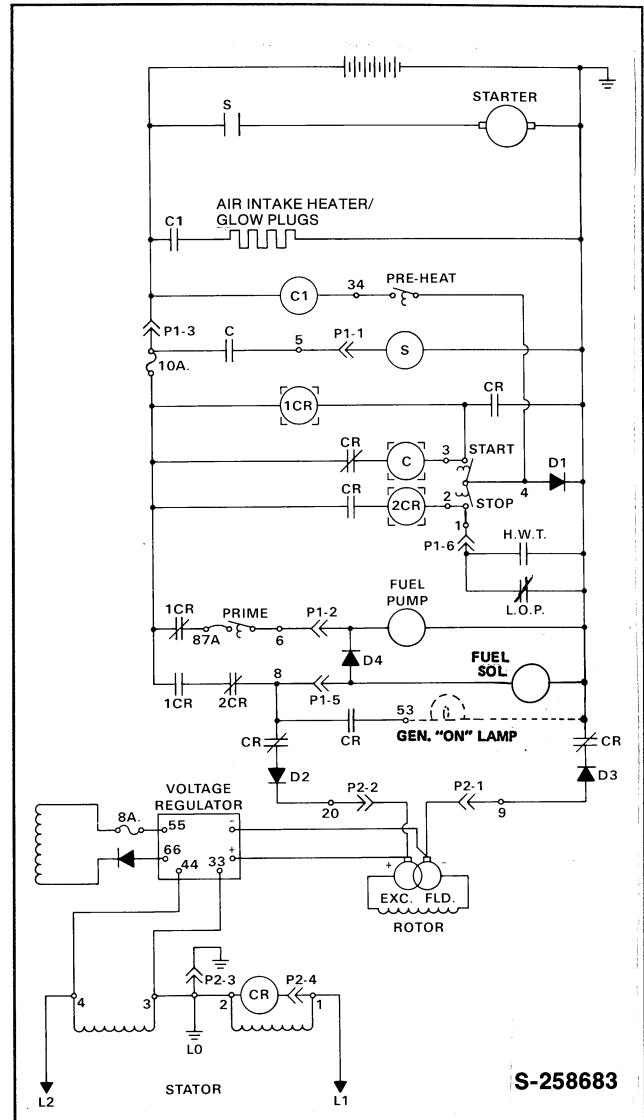 STARTER
S
AIR INTAKE HEATER/
GLOW PLUGS
C1
PRE-HEAT
34
C1
P1-3
C
5
P1-1
S
10A.
1CR
CR
CR
C
3
START
D1
CR
2CR
2
STOP
4
1
H.W.T.
P1-6
L.O.P.
FUEL
PUMP
1CR
PRIME
P1-2
87A
6
D4
FUEL
SOL
8
1CR
2CR
P1-5
53
CR
GEN. "ON" LAMP
CR
CR
D2
D3
VOLTAGE
REGULATOR
P2-2
P2-1
8A.
20
9
55
-
66
+
44
33
+
-
EXC.
FLD.
ROTOR
P2-3
CR
P2-4
4
3
2
1
L0
L2
STATOR
L1
S-258683